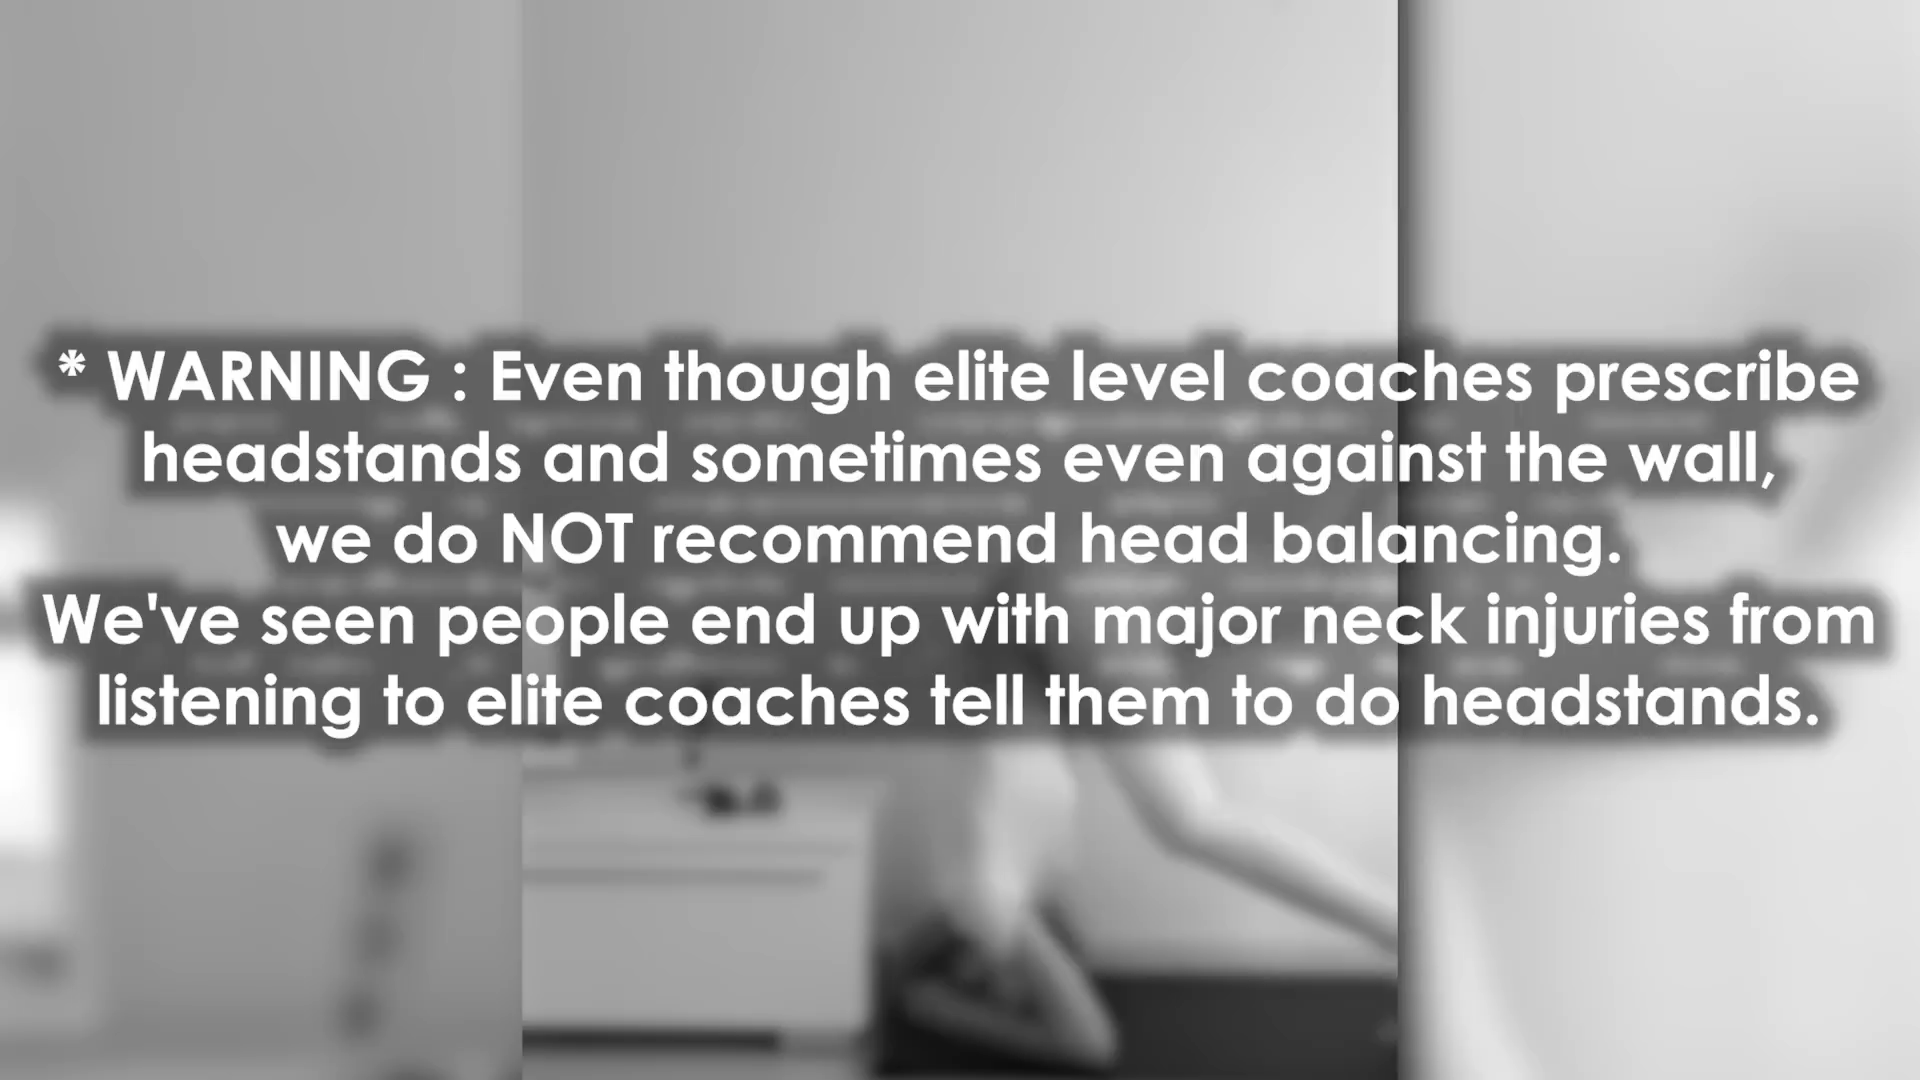 * WARNING : Even though elite level coaches prescribe
headstands and sometimes even against the wall,
we do NOT recommend head balancing.
We've seen people end up with major neck injuries from
listening to elite coaches tell them to do headstands.